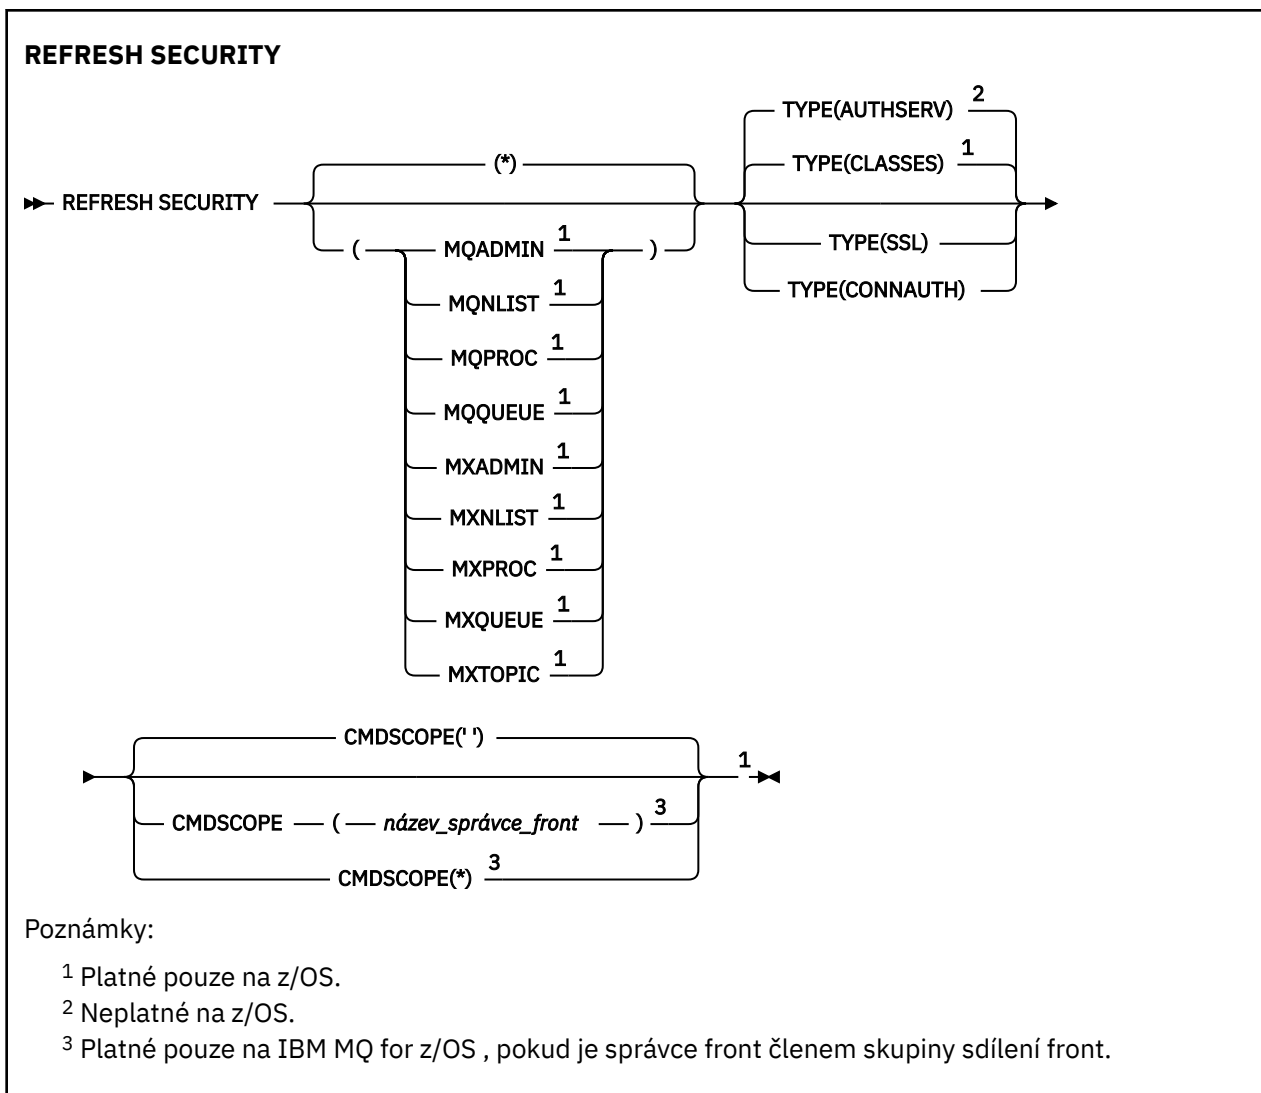 REFRESH SECURITY
TYPE(AUTHSERV) 2
(*)
TYPE(CLASSES) 1
REFRESH SECURITY
( MQADMIN 1 )
TYPE(SSL)
TYPE(CONNAUTH)
MQNLIST 1
MQPROC 1
MQQUEUE 1
MXADMIN 1
MXNLIST 1
MXPROC 1
MXQUEUE 1
MXTOPIC 1
CMDSCOPE(' ')
1
CMDSCOPE ( název_správce_front ) 3
CMDSCOPE(*) 3
Poznámky:
1 Platné pouze na z/OS.
2 Neplatné na z/OS.
3 Platné pouze na IBM MQ for z/OS , pokud je správce front členem skupiny sdílení front.